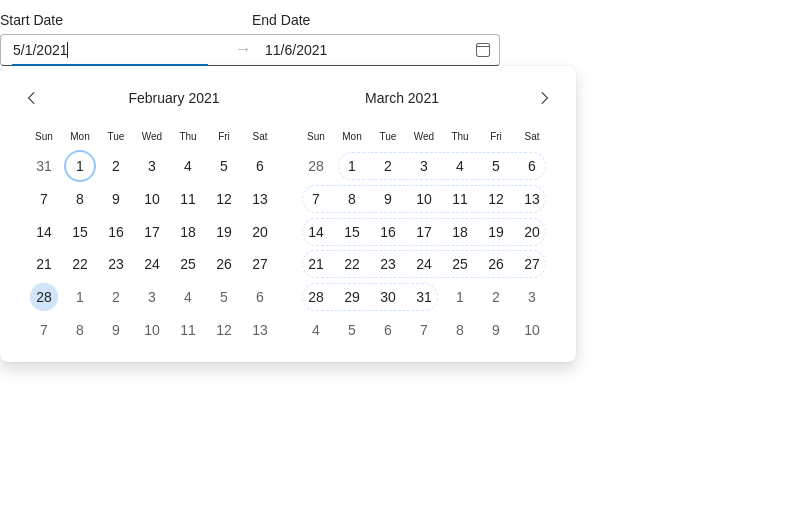 Start Date End Date
5/1/2021 → 11/6/2021
February 2021 March 2021
Sun Mon Tue Wed Thu Fri Sat Sun Mon Tue Wed Thu Fri Sat
31 1 2 3 4 5 6 28 1 2 3 4 5 6
7 8 9 10 11 12 13 7 8 9 10 11 12 13
14 15 16 17 18 19 20 14 15 16 17 18 19 20
21 22 23 24 25 26 27 21 22 23 24 25 26 27
28 1 2 3 4 5 6 28 29 30 31 1 2 3
7 8 9 10 11 12 13 4 5 6 7 8 9 10